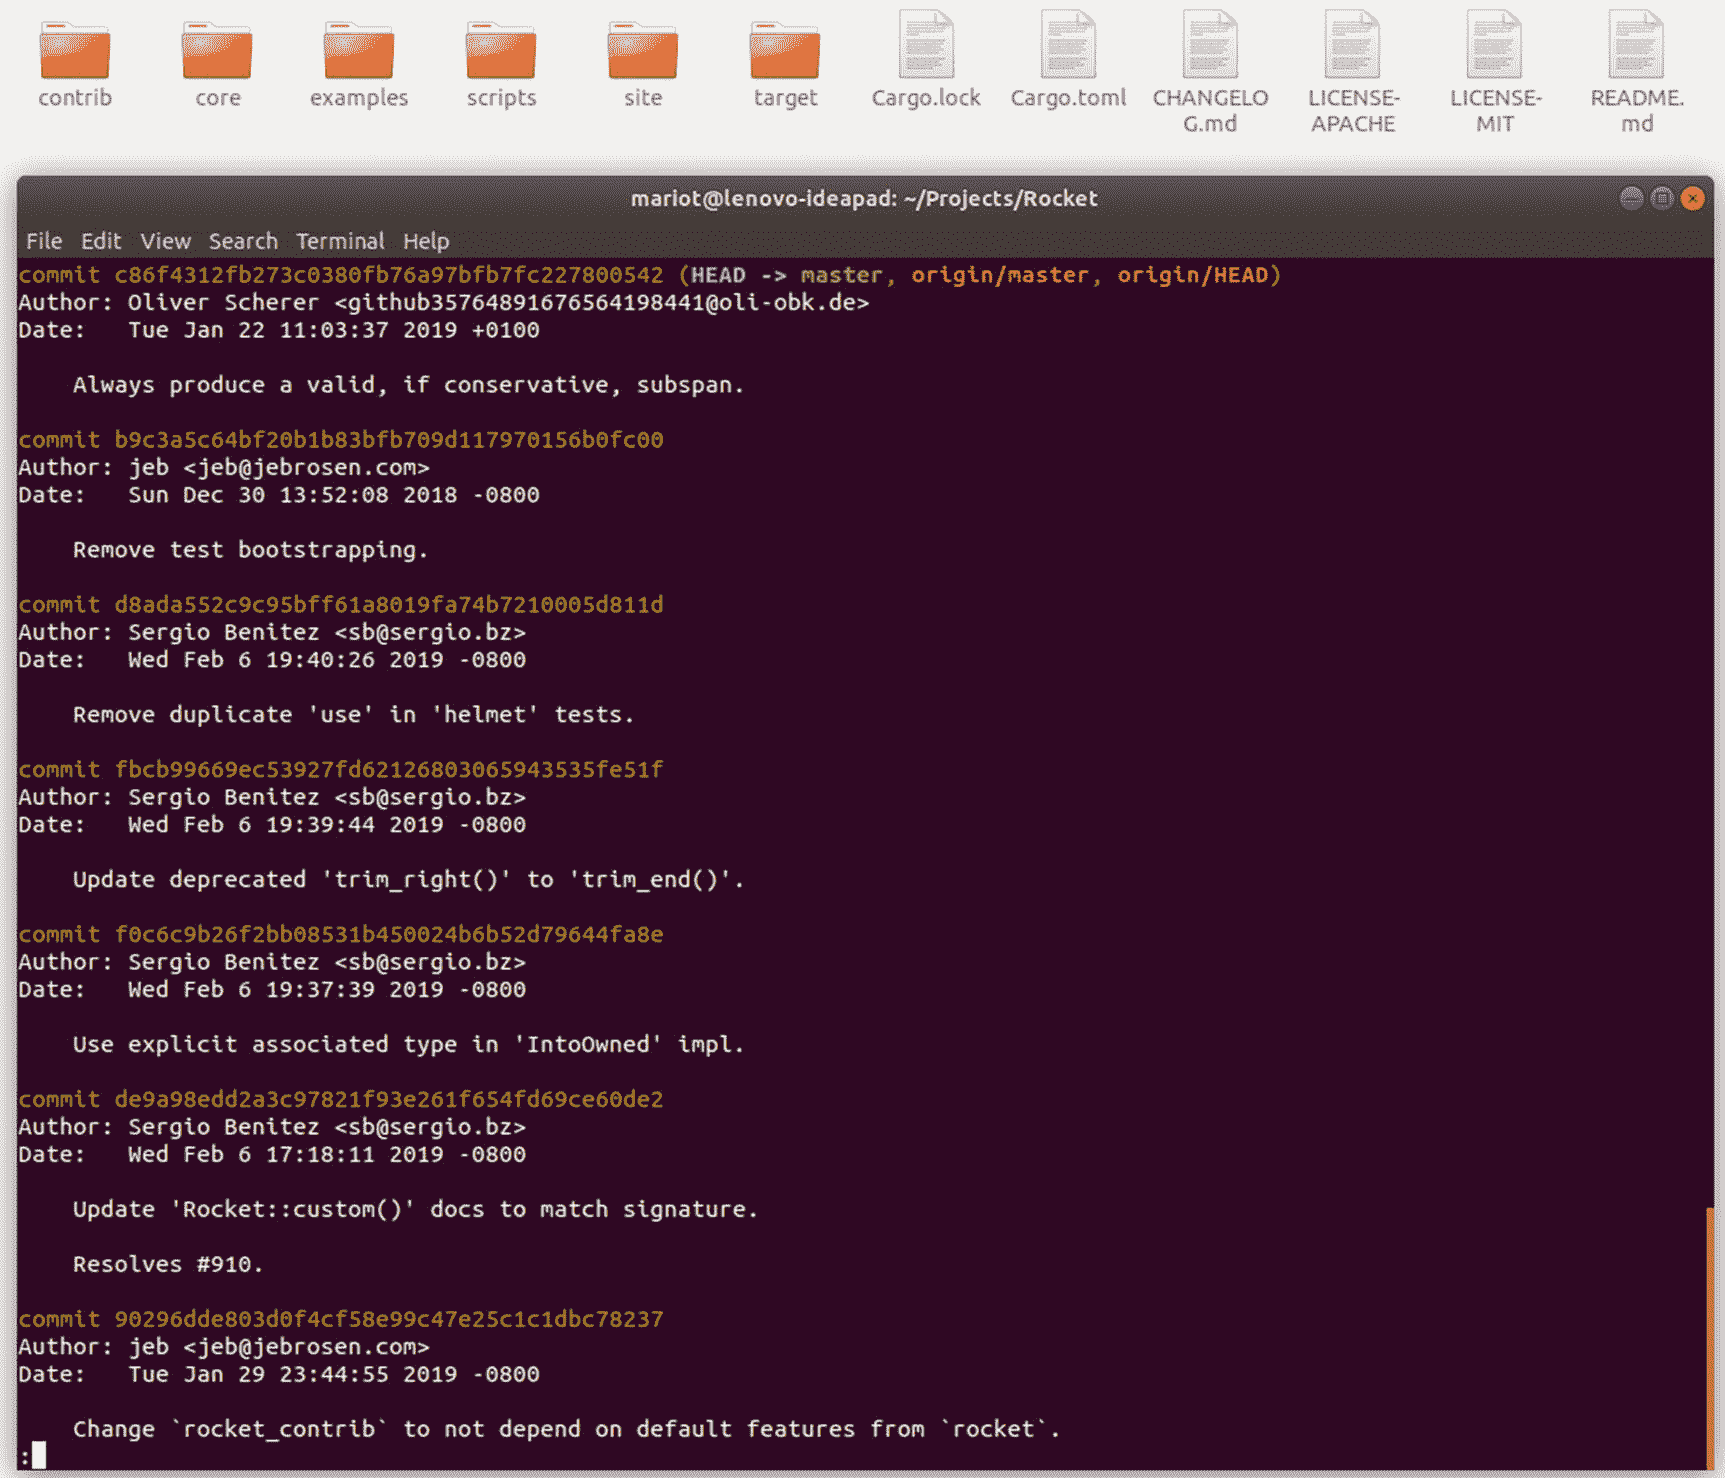 contrib core examples scripts site target Cargo.lock Cargo.toml CHANGELO LICENSE- LICENSE- README.
G.md APACHE MIT md
mariot@lenovo-ideapad: ~/Projects/Rocket
File Edit View Search Terminal Help
commit c86f4312fb273c0380fb76a97bfb7fc227800542 (HEAD -> master, origin/master, origin/HEAD)
Author: Oliver Scherer <github35764891676564198441@oli-obk.de>
Date:   Tue Jan 22 11:03:37 2019 +0100
Always produce a valid, if conservative, subspan.
commit b9c3a5c64bf20b1b83bfb709d117970156b0fc00
Author: jeb <jeb@jebrosen.com>
Date:   Sun Dec 30 13:52:08 2018 -0800
Remove test bootstrapping.
commit d8ada552c9c95bff61a8019fa74b7210005d811d
Author: Sergio Benitez <sb@sergio.bz>
Date:   Wed Feb 6 19:40:26 2019 -0800
Remove duplicate 'use' in 'helmet' tests.
commit fbcb99669ec53927fd62126803065943535fe51f
Author: Sergio Benitez <sb@sergio.bz>
Date:   Wed Feb 6 19:39:44 2019 -0800
Update deprecated 'trim_right()' to 'trim_end()'.
commit f0c6c9b26f2bb08531b450024b6b52d79644fa8e
Author: Sergio Benitez <sb@sergio.bz>
Date:   Wed Feb 6 19:37:39 2019 -0800
Use explicit associated type in 'IntoOwned' impl.
commit de9a98edd2a3c97821f93e261f654fd69ce60de2
Author: Sergio Benitez <sb@sergio.bz>
Date:   Wed Feb 6 17:18:11 2019 -0800
Update 'Rocket::custom()' docs to match signature.
Resolves #910.
commit 90296dde803d0f4cf58e99c47e25c1c1dbc78237
Author: jeb <jeb@jebrosen.com>
Date:   Tue Jan 29 23:44:55 2019 -0800
Change `rocket_contrib` to not depend on default features from `rocket`.
: